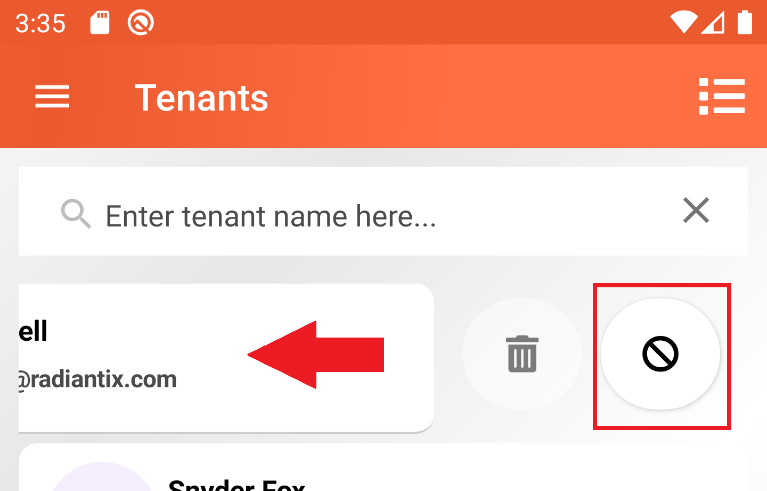 3:35
Tenants
Enter tenant name here...
ell
@radiantix.com
Snyder Fox